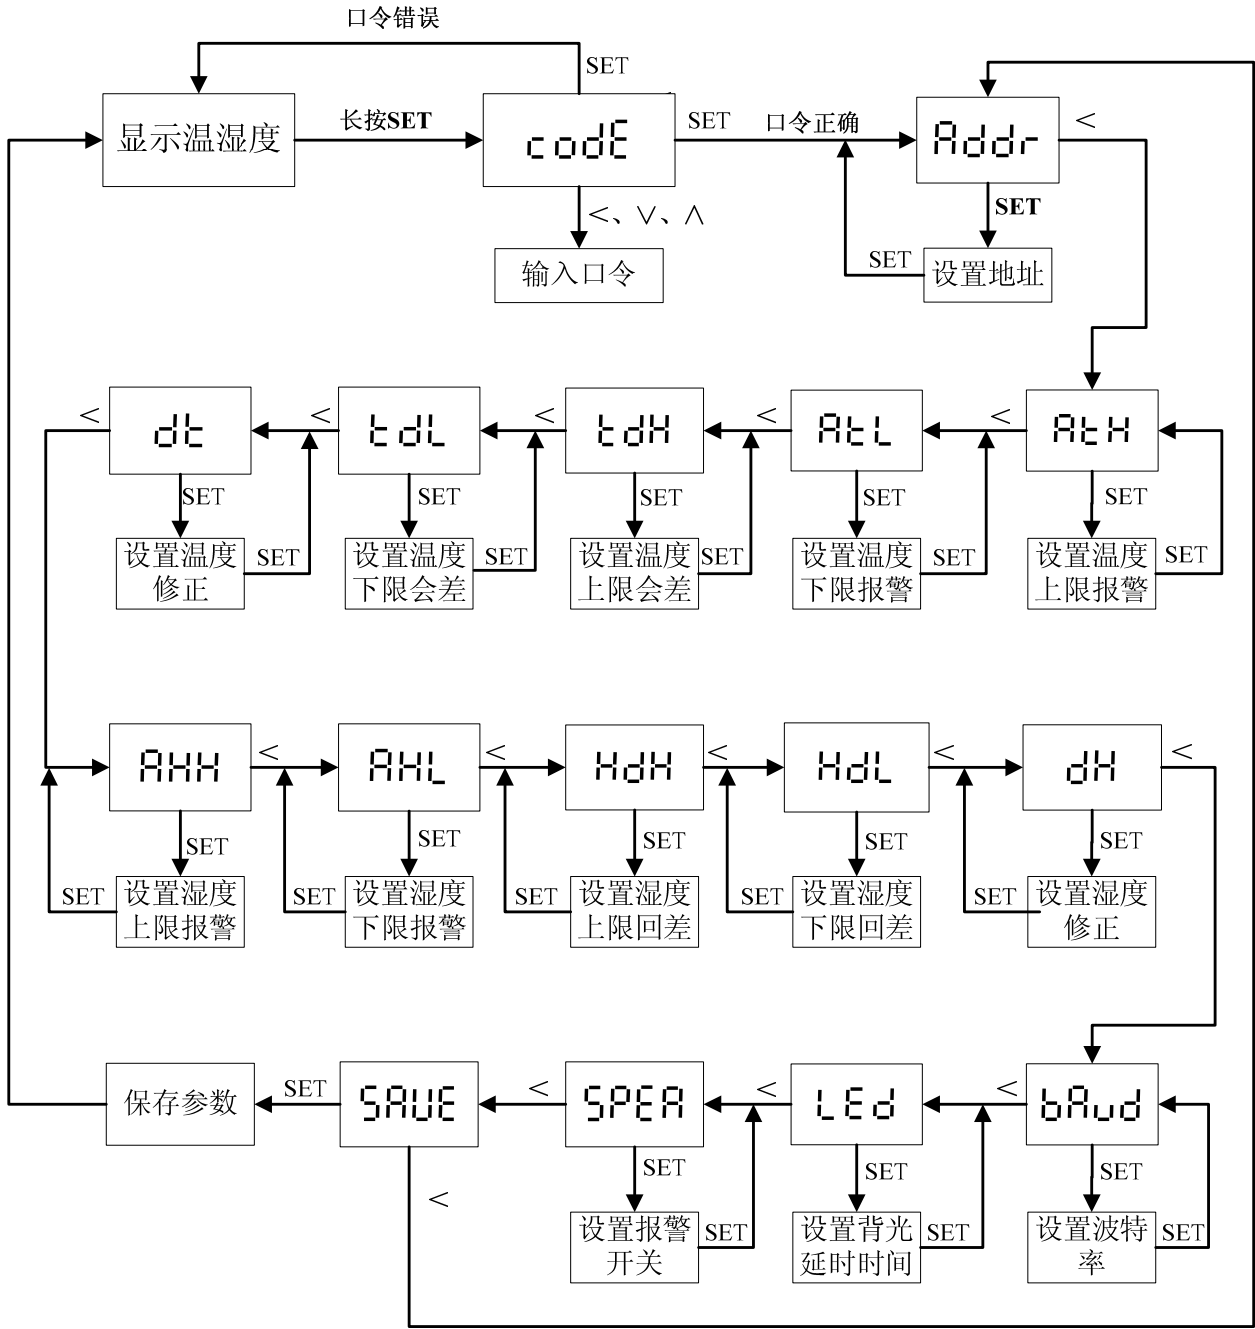 口令错误
SET
显示温湿度
长按SET
codE
SET
口令正确
Addr
<
<、∨、∧
SET
输入口令
SET
设置地址
<
dt
<
tdL
<
tdH
<
AtL
<
AtH
SET
SET
SET
SET
SET
设置温度
修正
SET
设置温度
下限会差
SET
设置温度
上限会差
SET
设置温度
下限报警
SET
设置温度
上限报警
SET
AHH
<
AHL
<
HdH
<
HdL
<
dH
<
SET
SET
SET
SET
SET
SET
设置湿度
上限报警
SET
设置湿度
下限报警
SET
设置湿度
上限回差
SET
设置湿度
下限回差
SET
设置湿度
修正
保存参数
SET
SAUE
<
SPEA
<
LEd
<
bAud
<
SET
SET
SET
设置报警
开关
SET
设置背光
延时时间
SET
设置波特
率
SET